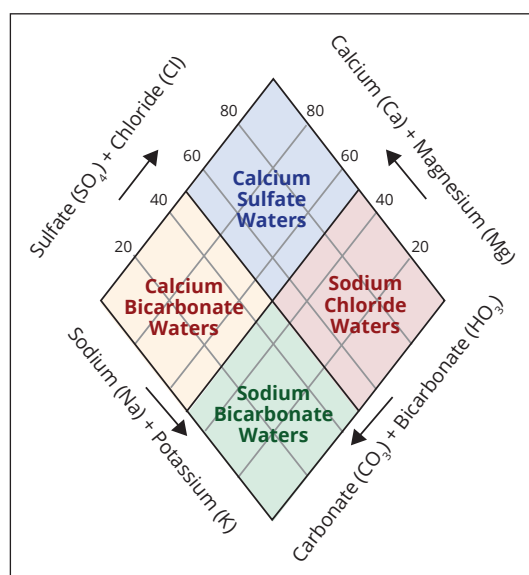 Sulfate (SO₄) + Chloride (Cl)
Calcium (Ca) + Magnesium (Mg)
80
80
60
60
40
40
20
20
Calcium
Sulfate
Waters
Calcium
Bicarbonate
Waters
Sodium
Chloride
Waters
Sodium
Bicarbonate
Waters
Sodium (Na) + Potassium (K)
Carbonate (CO₃) + Bicarbonate (HO₃)